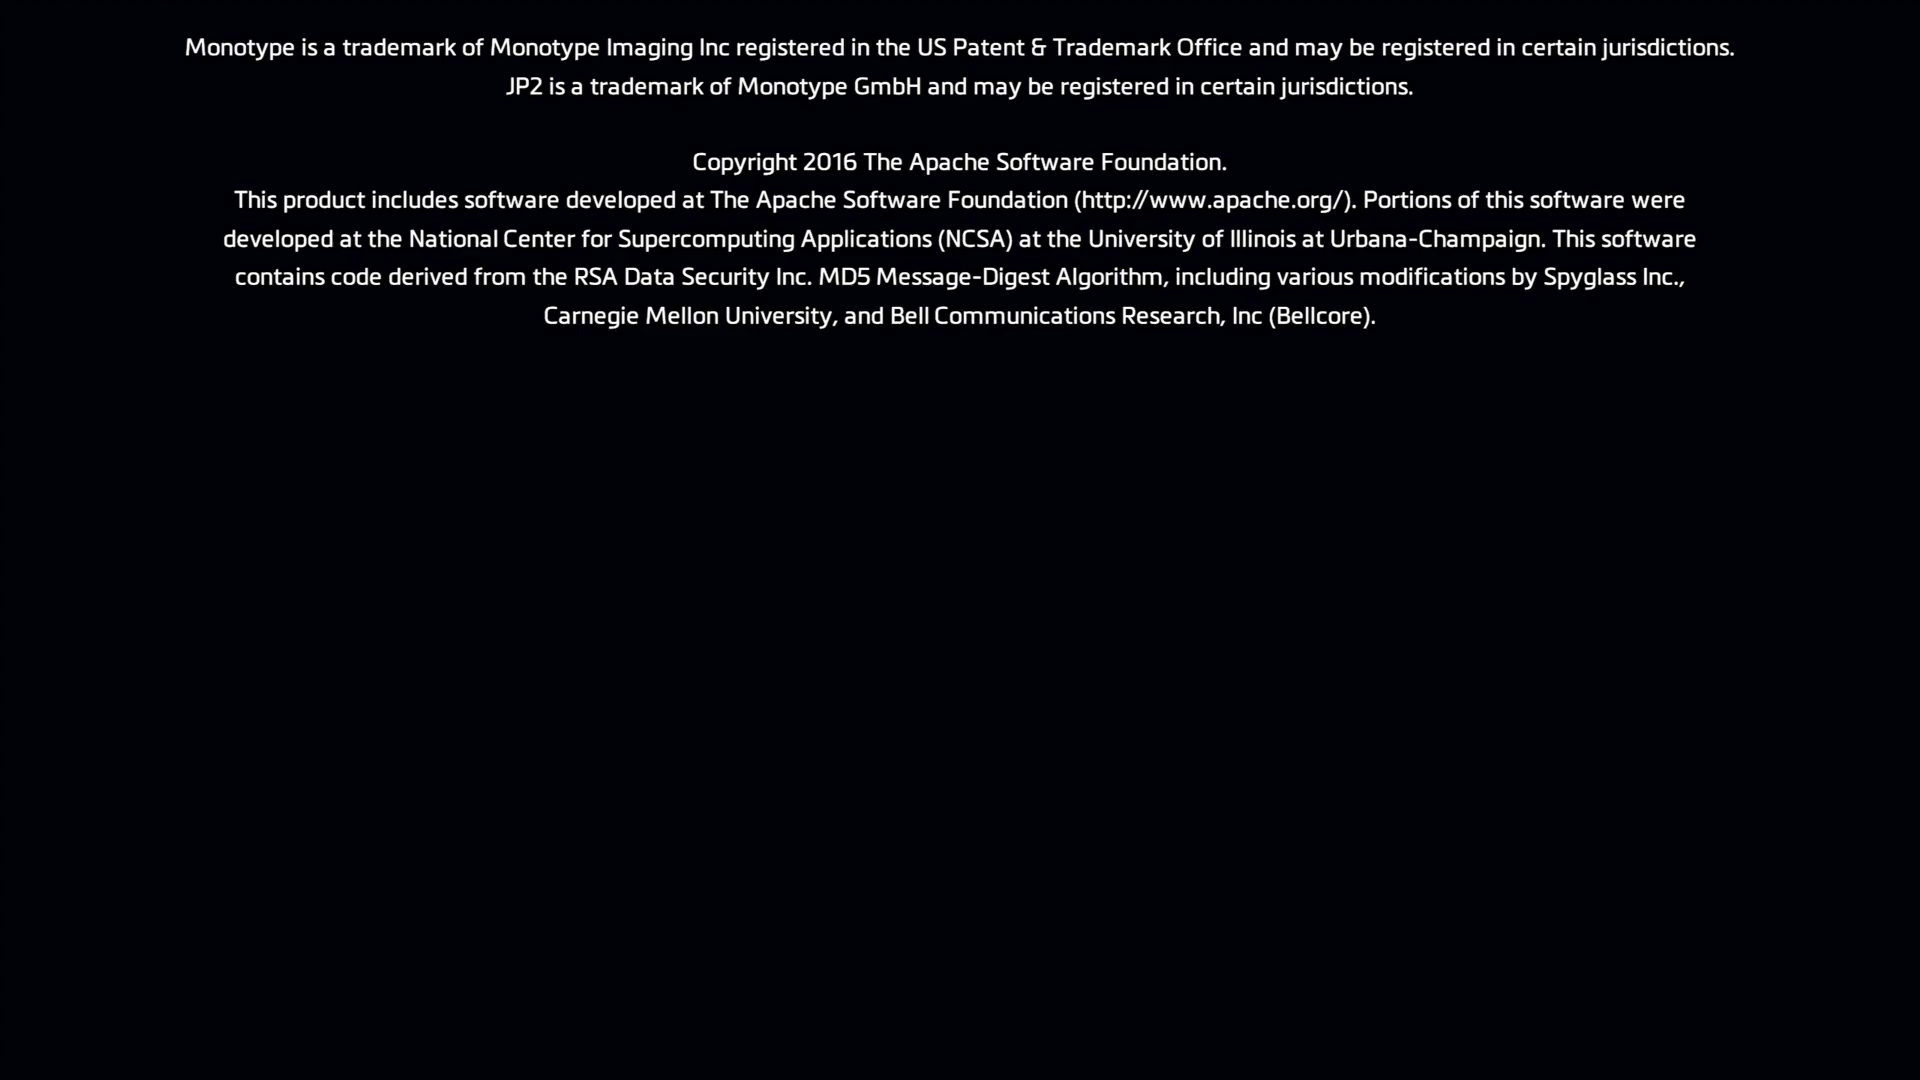 Monotype is a trademark of Monotype Imaging Inc registered in the US Patent & Trademark Office and may be registered in certain jurisdictions.
JP2 is a trademark of Monotype GmbH and may be registered in certain jurisdictions.
Copyright 2016 The Apache Software Foundation.
This product includes software developed at The Apache Software Foundation (http://www.apache.org/). Portions of this software were
developed at the National Center for Supercomputing Applications (NCSA) at the University of Illinois at Urbana-Champaign. This software
contains code derived from the RSA Data Security Inc. MD5 Message-Digest Algorithm, including various modifications by Spyglass Inc.,
Carnegie Mellon University, and Bell Communications Research, Inc (Bellcore).